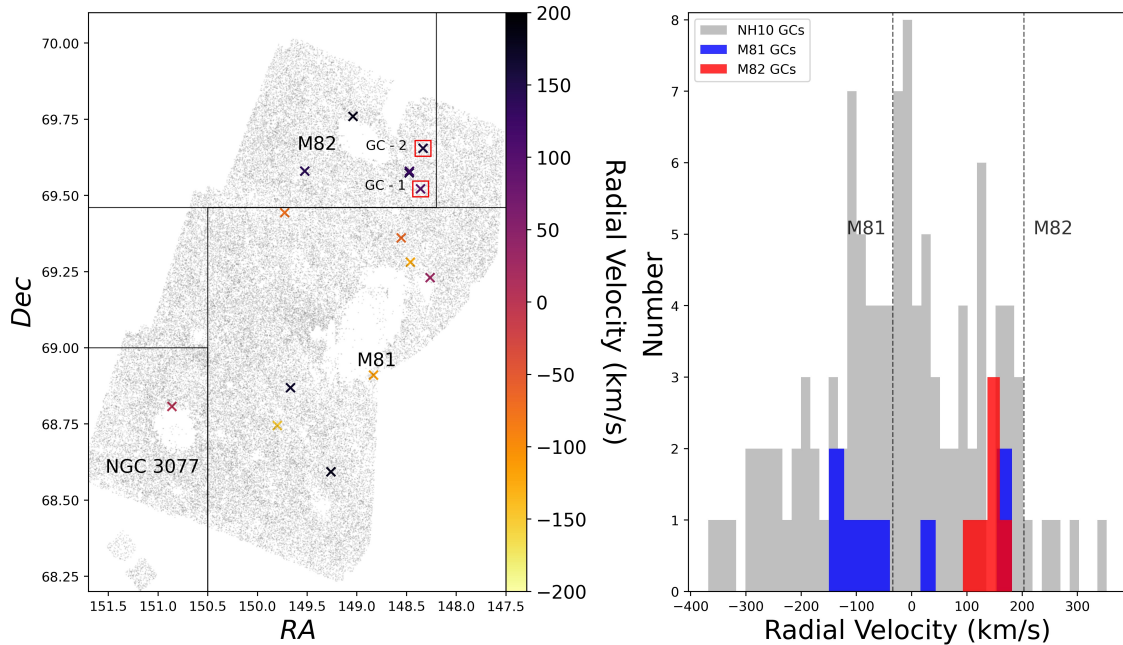 70.00
69.75
69.50
69.25
69.00
68.75
68.50
68.25
Dec
151.5
151.0
150.5
150.0
149.5
149.0
148.5
148.0
147.5
RA
M82
GC - 2
GC - 1
M81
NGC 3077
200
150
100
50
0
−50
−100
−150
−200
Radial Velocity (km/s)
8
7
6
5
4
3
2
1
0
Number
NH10 GCs
M81 GCs
M82 GCs
M81
M82
−400
−300
−200
−100
0
100
200
300
Radial Velocity (km/s)